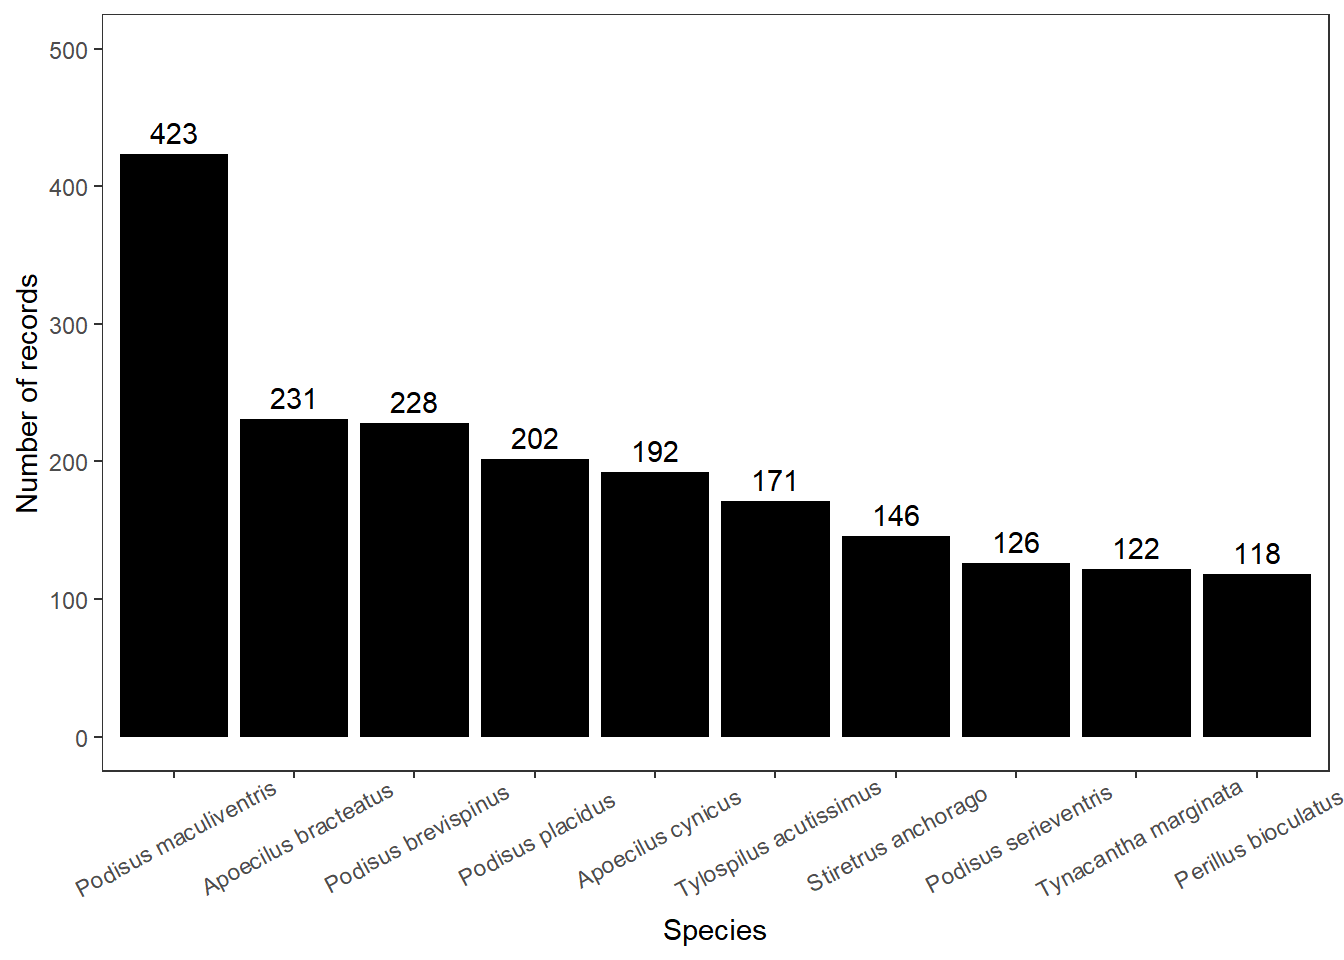 500
400
300
200
100
0
Number of records
423
231
228
202
192
171
146
126
122
118
Podisus maculiventris
Apoecilus bracteatus
Podisus brevispinus
Podisus placidus
Apoecilus cynicus
Tylospilus acutissimus
Stiretrus anchorago
Podisus serieventris
Tynacantha marginata
Perillus bioculatus
Species